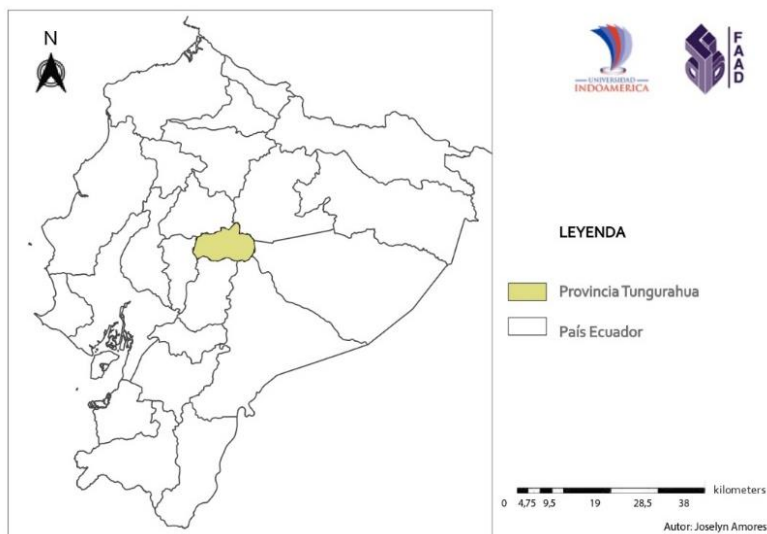 N
UNIVERSIDAD
INDOAMERICA
FAAD
LEYENDA
Provincia Tungurahua
País Ecuador
kilometers
0 4,75 9,5 19 28,5 38
Autor: Joselyn Amores